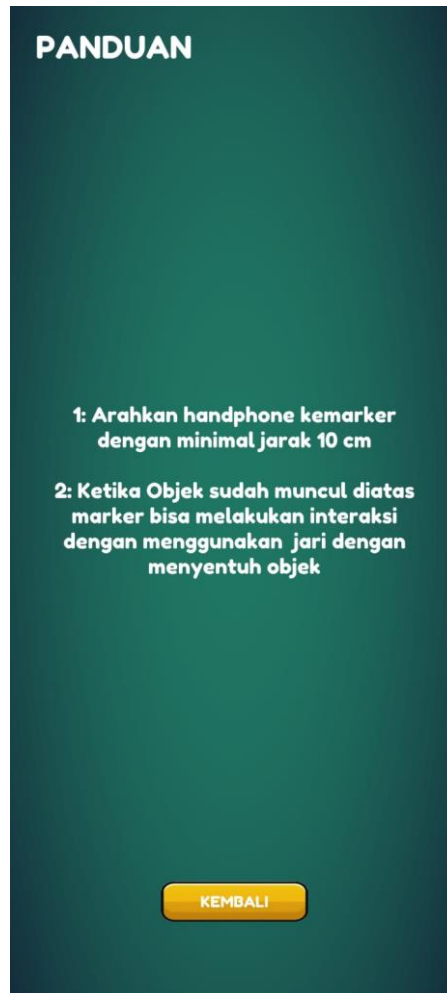 PANDUAN
1: Arahkan handphone kemarker
dengan minimal jarak 10 cm
2: Ketika Objek sudah muncul diatas
marker bisa melakukan interaksi
dengan menggunakan jari dengan
menyentuh objek
KEMBALI